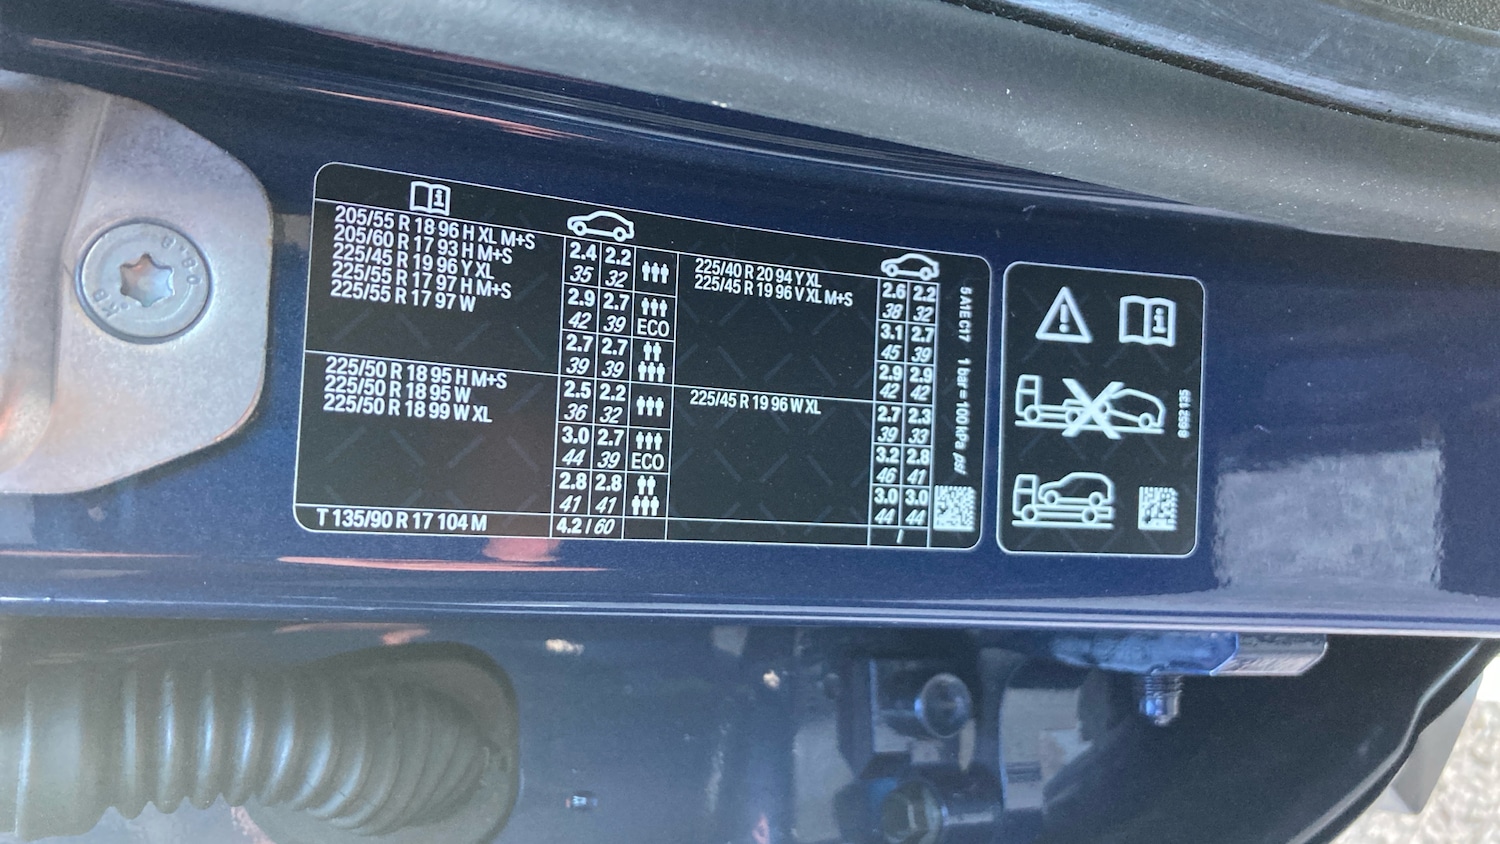 205/55 R 18 96 H XL M+S
205/60 R 17 93 H M+S
225/45 R 19 96 Y XL
225/55 R 17 97 H M+S
225/55 R 17 97 W
2.4 2.2
35 32
2.9 2.7
42 39 ECO
2.7 2.7
39 39
225/50 R 18 95 H M+S
225/50 R 18 95 W
225/50 R 18 99 W XL
2.5 2.2
36 32
3.0 2.7
44 39 ECO
2.8 2.8
41 41
T 135/90 R 17 104 M
4.2 / 60
225/40 R 20 94 Y XL
225/45 R 19 96 V XL M+S
2.6 2.2
38 32
3.1 2.7
45 39
2.9 2.9
42 42
225/45 R 19 96 W XL
2.7 2.3
39 33
3.2 2.8
46 41
3.0 3.0
44 44
/
5A1ECT7 1 bar = 100 kPa psi